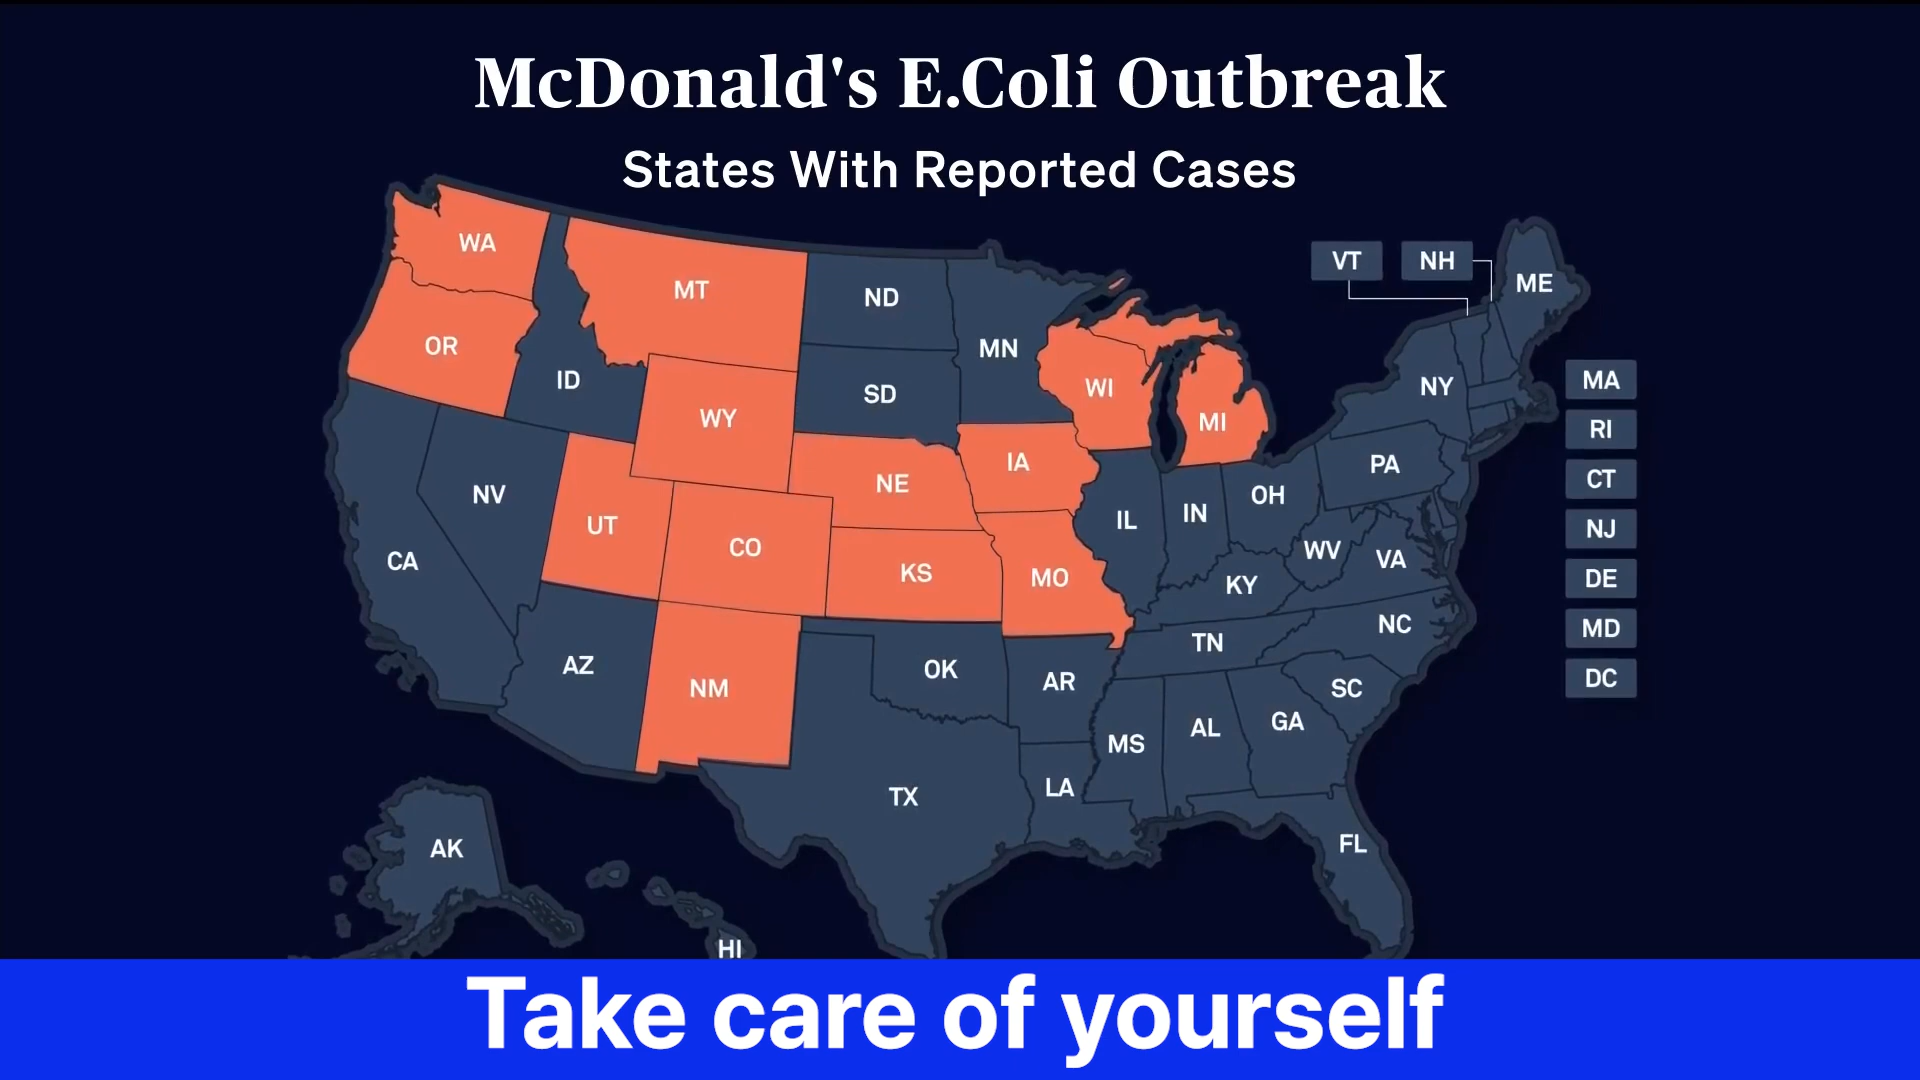 McDonald's E.Coli Outbreak
States With Reported Cases
WA
MT
ND
VT
NH
ME
OR
ID
MN
WY
SD
WI
MI
NY
MA
RI
NV
UT
CO
NE
IA
IL
IN
OH
PA
CT
NJ
CA
KS
MO
KY
WV
VA
DE
AZ
NM
OK
AR
TN
NC
MD
SC
DC
TX
LA
MS
AL
GA
AK
FL
HI
Take care of yourself